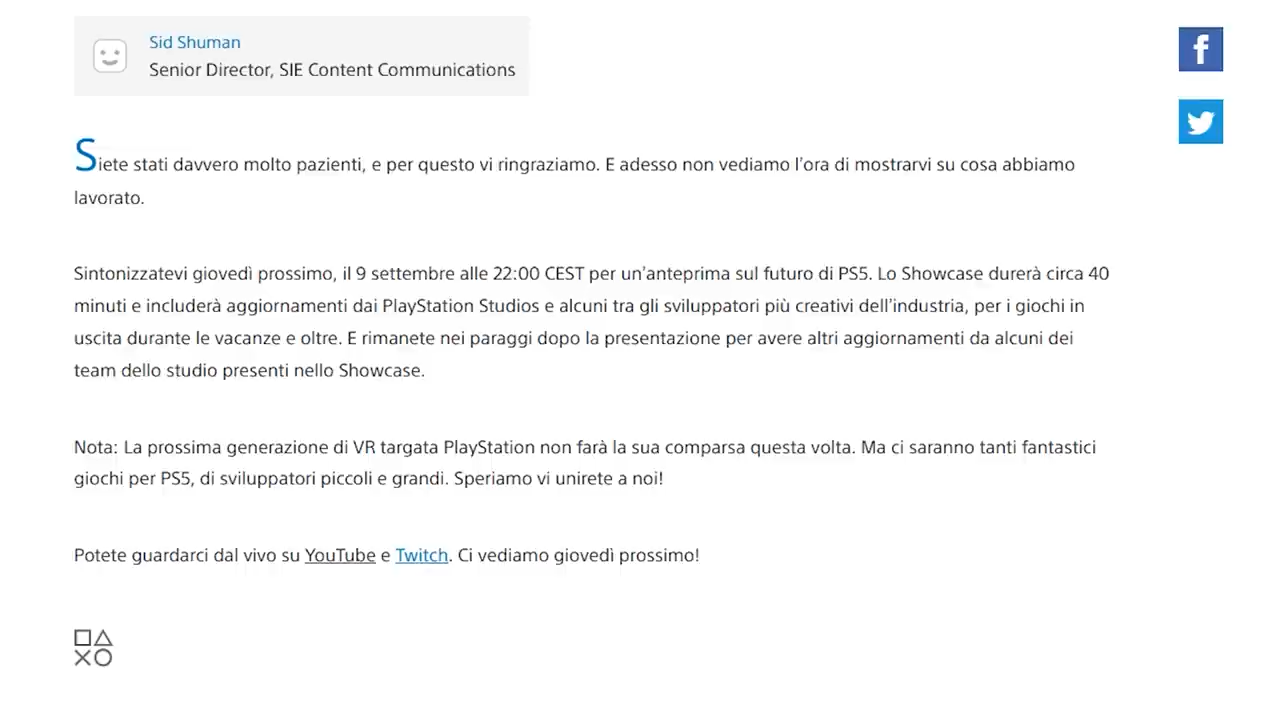 Sid Shuman
Senior Director, SIE Content Communications
Siete stati davvero molto pazienti, e per questo vi ringraziamo. E adesso non vediamo l'ora di mostrarvi su cosa abbiamo
lavorato.
Sintonizzatevi giovedì prossimo, il 9 settembre alle 22:00 CEST per un'anteprima sul futuro di PS5. Lo Showcase durerà circa 40
minuti e includerà aggiornamenti dai PlayStation Studios e alcuni tra gli sviluppatori più creativi dell'industria, per i giochi in
uscita durante le vacanze e oltre. E rimanete nei paraggi dopo la presentazione per avere altri aggiornamenti da alcuni dei
team dello studio presenti nello Showcase.
Nota: La prossima generazione di VR targata PlayStation non farà la sua comparsa questa volta. Ma ci saranno tanti fantastici
giochi per PS5, di sviluppatori piccoli e grandi. Speriamo vi unirete a noi!
Potete guardarci dal vivo su YouTube e Twitch. Ci vediamo giovedì prossimo!